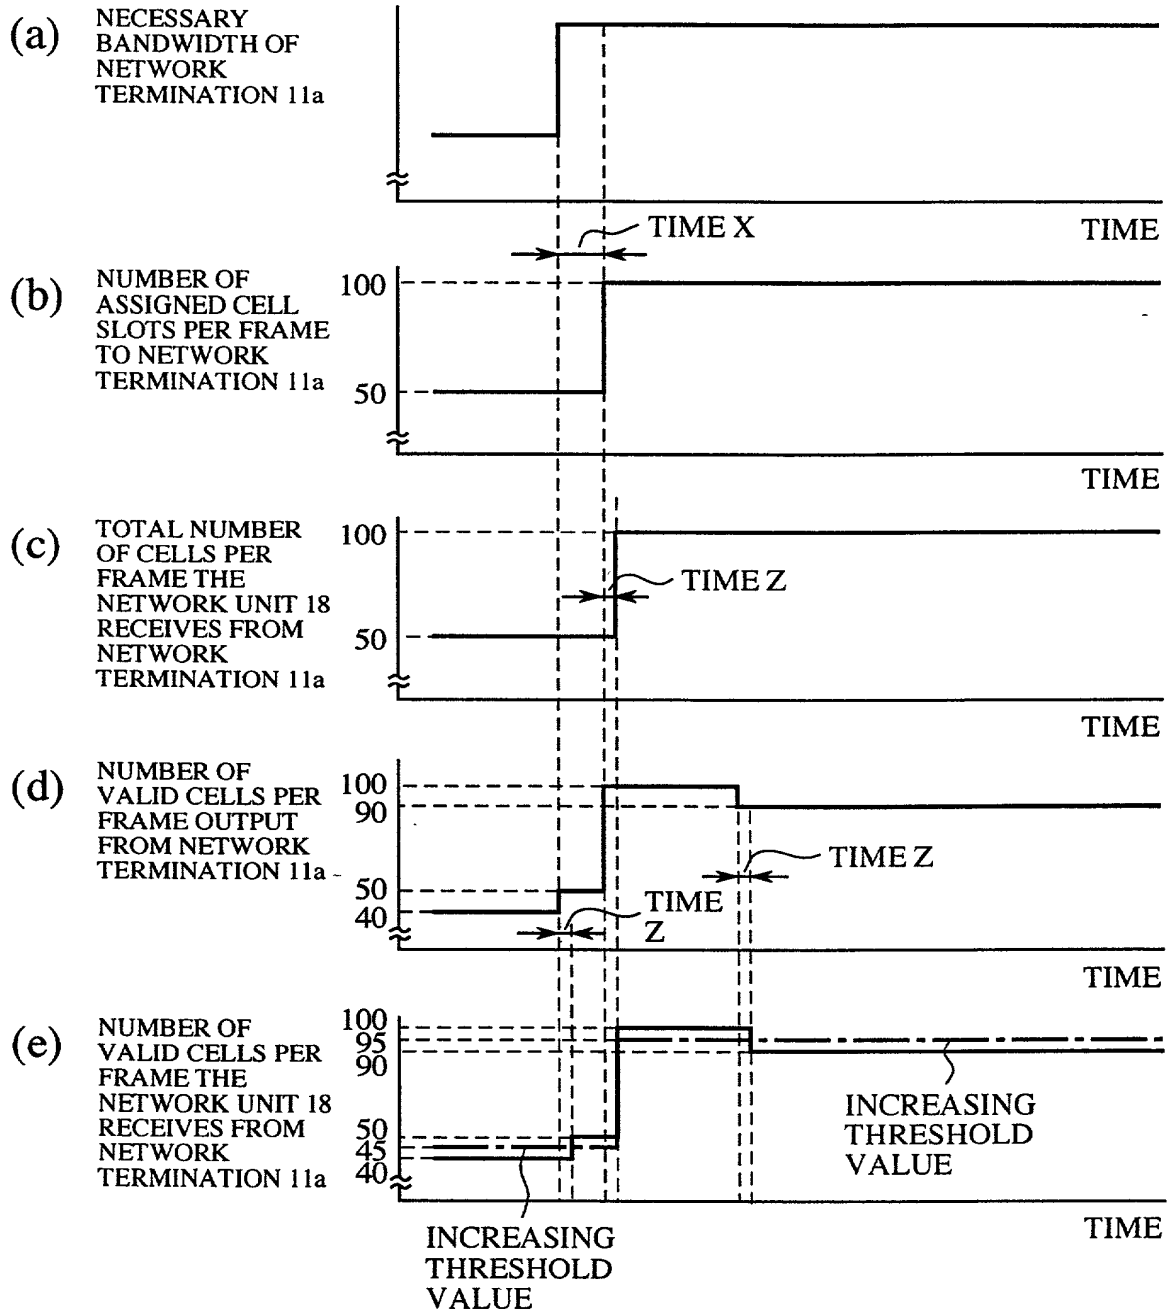 (a)
NECESSARY
BANDWIDTH OF
NETWORK
TERMINATION 11a
TIME
TIME X
(b)
NUMBER OF
ASSIGNED CELL
SLOTS PER FRAME
TO NETWORK
TERMINATION 11a
100
50
TIME
(c)
TOTAL NUMBER
OF CELLS PER
FRAME THE
NETWORK UNIT 18
RECEIVES FROM
NETWORK
TERMINATION 11a
100
50
TIME Z
TIME
(d)
NUMBER OF
VALID CELLS PER
FRAME OUTPUT
FROM NETWORK
TERMINATION 11a
100
90
50
40
TIME Z
TIME
Z
TIME
(e)
NUMBER OF
VALID CELLS PER
FRAME THE
NETWORK UNIT 18
RECEIVES FROM
NETWORK
TERMINATION 11a
100
95
90
50
45
40
INCREASING
THRESHOLD
VALUE
TIME
INCREASING
THRESHOLD
VALUE